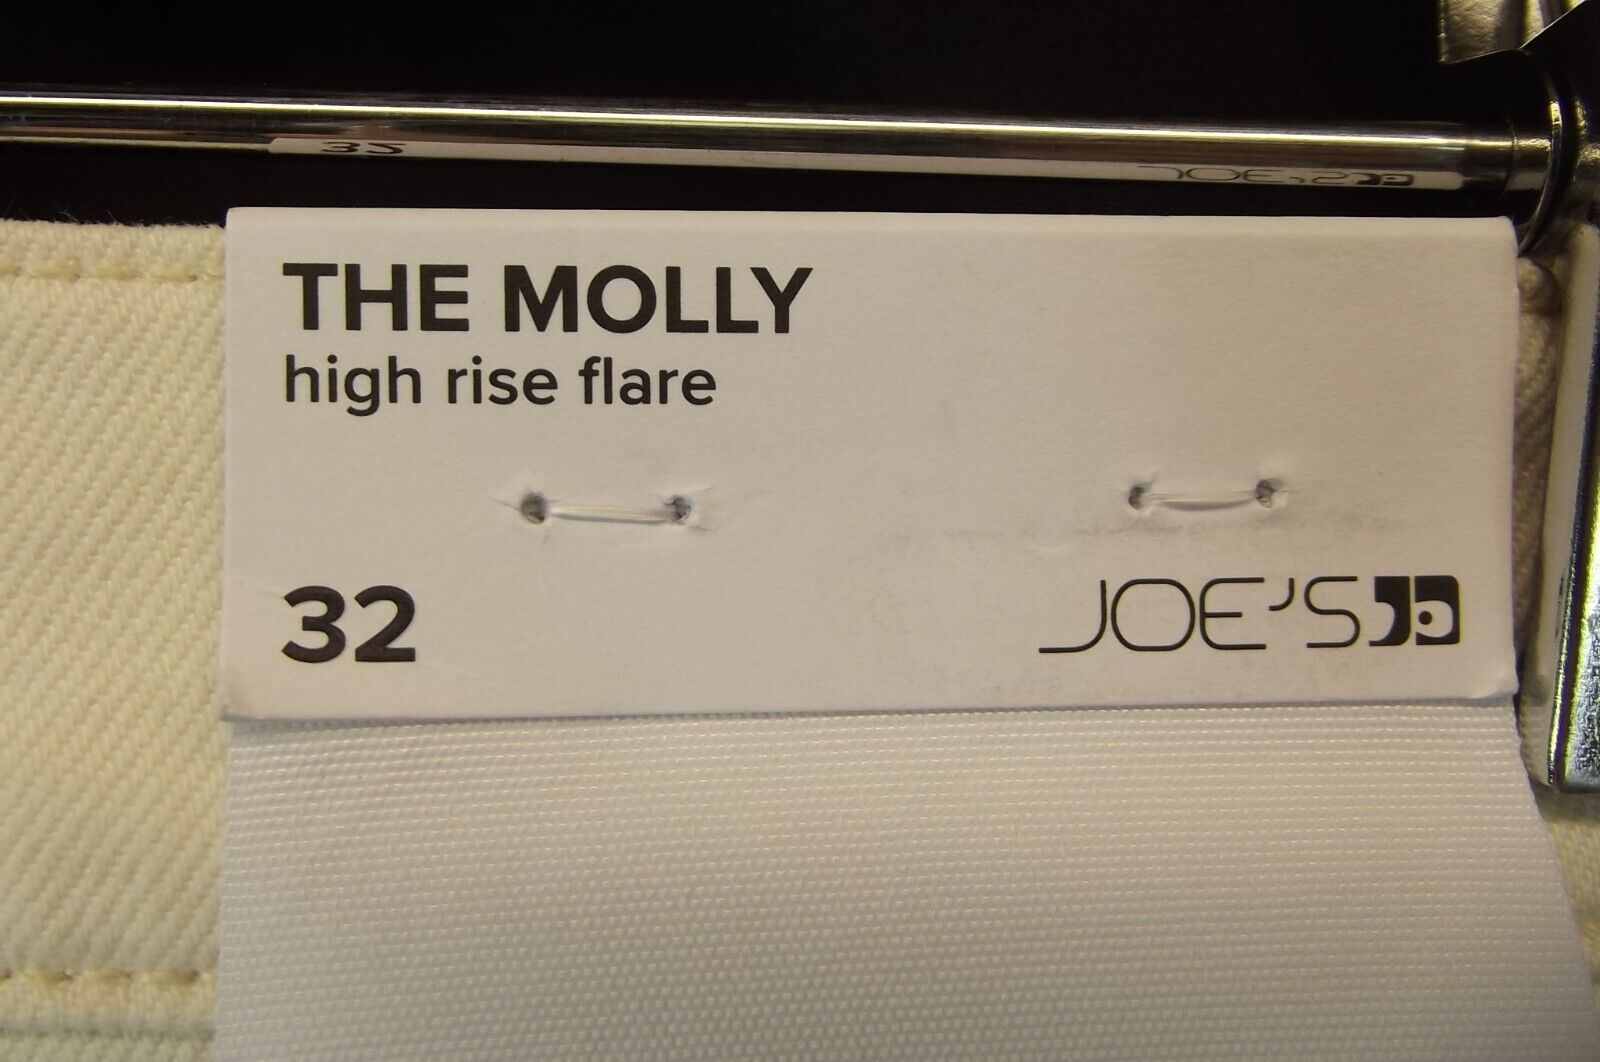 THE MOLLY
high rise flare
32
JOE'S